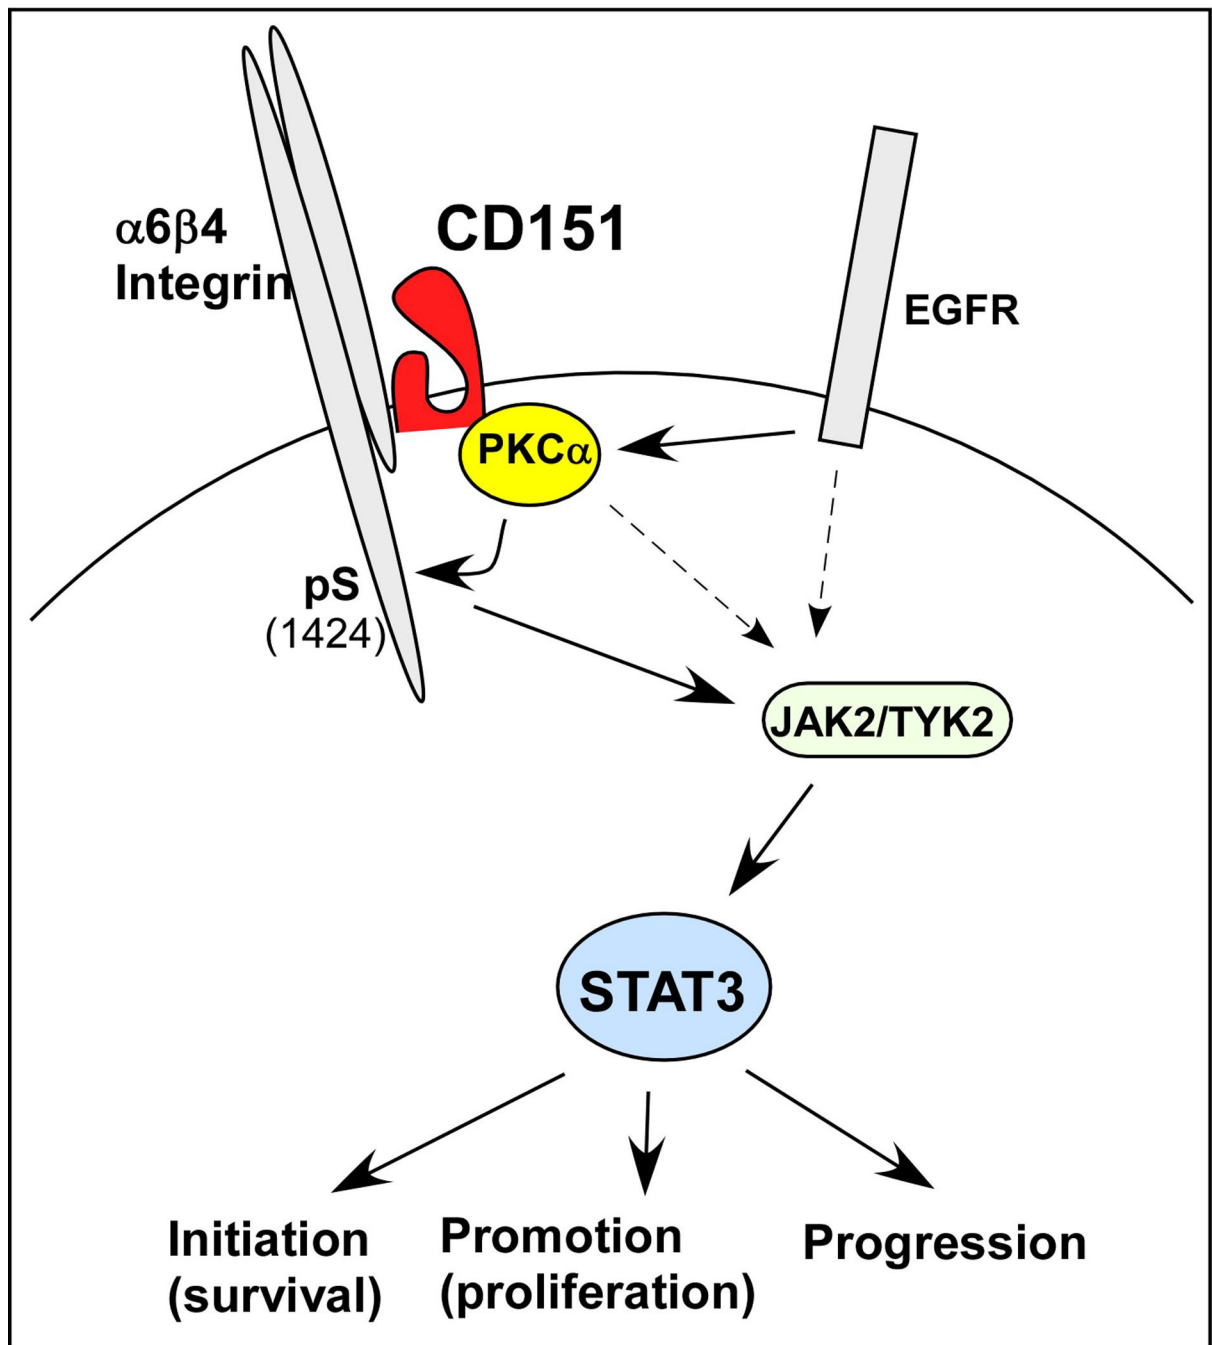 α6β4
Integrin
CD151
EGFR
PKCα
pS
(1424)
JAK2/TYK2
STAT3
Initiation
(survival)
Promotion
(proliferation)
Progression